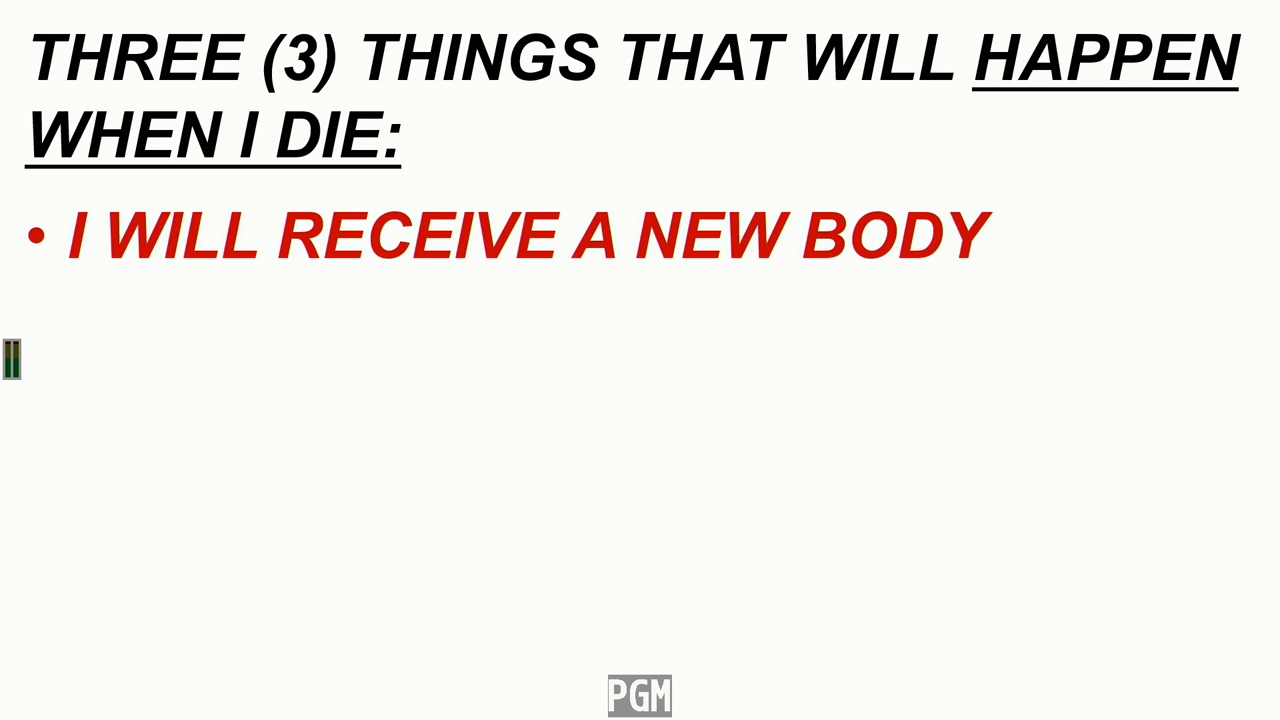 THREE (3) THINGS THAT WILL HAPPEN
WHEN I DIE:
• I WILL RECEIVE A NEW BODY
PGM